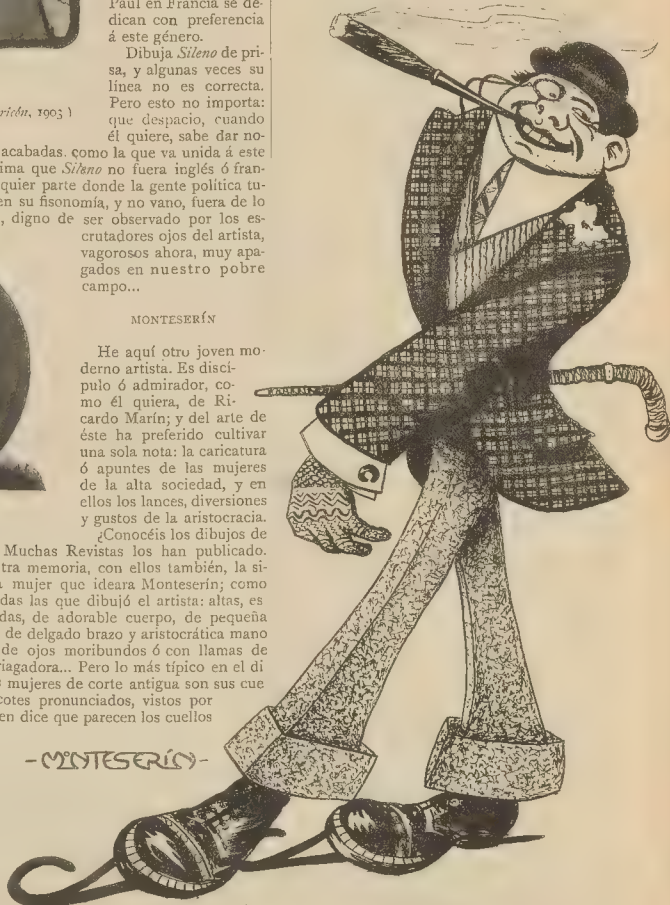 Paul en Francia se de-
dican con preferencia
á este género.
Dibuja Sileno de pri-
sa, y algunas veces su
línea no es correcta.
Pero esto no importa:
que despacio, cuando
él quiere, sabe dar no-
ricón, 1903)
acabadas. como la que va unida á este
ima que Sileno no fuera inglés ó fran-
quier parte donde la gente política tu-
en su fisonomía, y no vano, fuera de lo
, digno de ser observado por los es-
crutadores ojos del artista,
vagorosos ahora, muy apa-
gados en nuestro pobre
campo...
MONTESERÍN
He aquí otro joven mo-
derno artista. Es discí-
pulo ó admirador, co-
mo él quiera, de Ri-
cardo Marín; y del arte de
éste ha preferido cultivar
una sola nota: la caricatura
ó apuntes de las mujeres
de la alta sociedad, y en
ellos los lances, diversiones
y gustos de la aristocracia.
¿Conocéis los dibujos de
Muchas Revistas los han publicado.
tra memoria, con ellos también, la si-
a mujer que ideara Monteserín; como
das las que dibujó el artista: altas, es
das, de adorable cuerpo, de pequeña
de delgado brazo y aristocrática mano
de ojos moribundos ó con llamas de
riagadora... Pero lo más típico en el di
s mujeres de corte antigua son sus cue
cotes pronunciados, vistos por
en dice que parecen los cuellos
-MONTESERÍN-